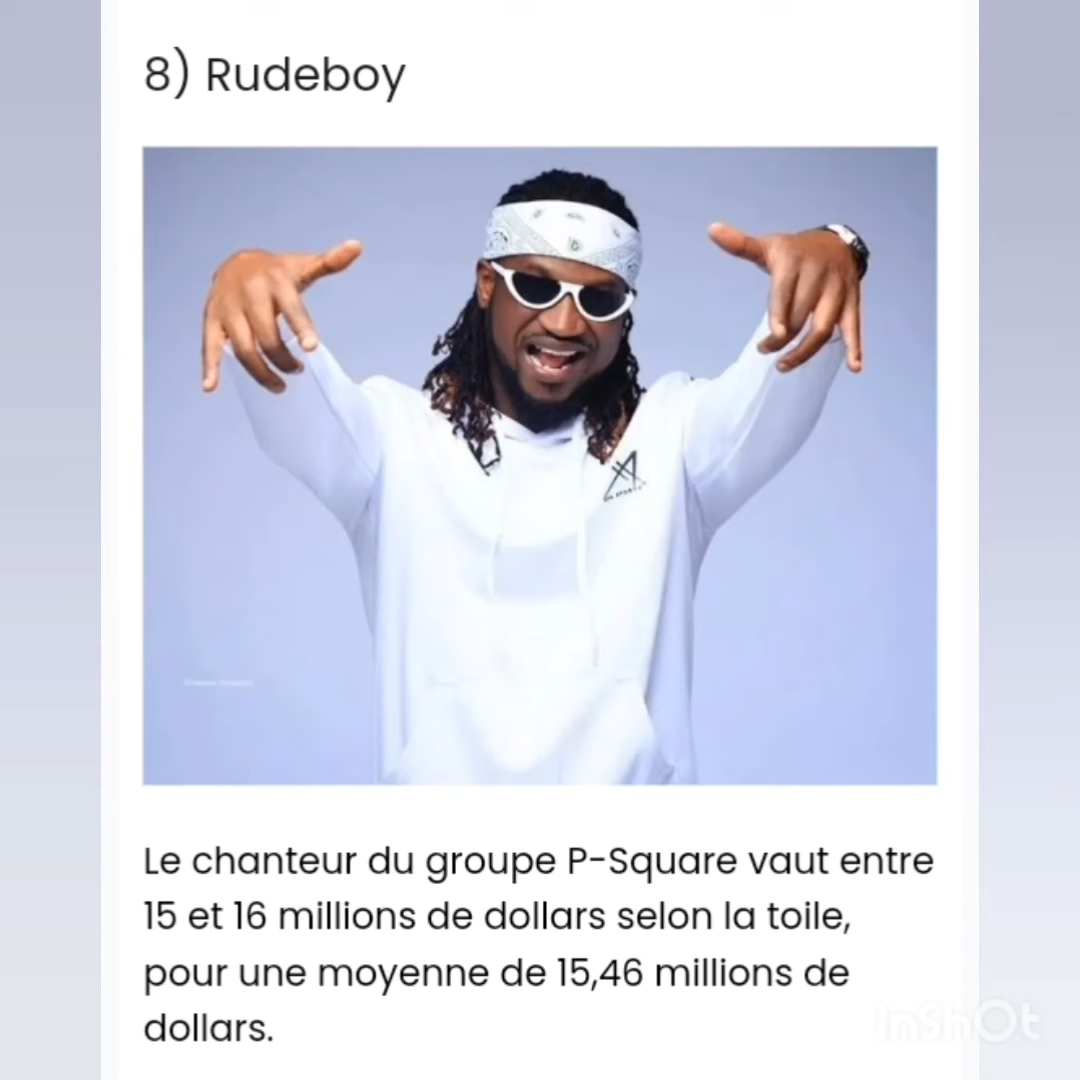 8) Rudeboy
Le chanteur du groupe P-Square vaut entre
15 et 16 millions de dollars selon la toile,
pour une moyenne de 15,46 millions de
dollars.
InShOt